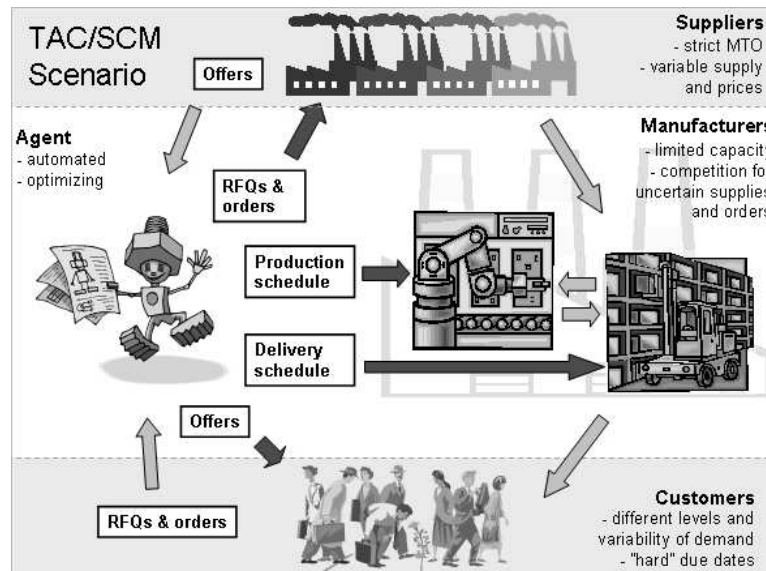 TAC/SCM
Scenario
Offers
Suppliers
- strict MTO
- variable supply
and prices
Agent
- automated
- optimizing
RFQs &
orders
Manufacturers
- limited capacity
- competition fo
uncertain supplies
and orders
Production
schedule
Delivery
schedule
Offers
RFQs & orders
Customers
- different levels and
variability of demand
- "hard" due dates